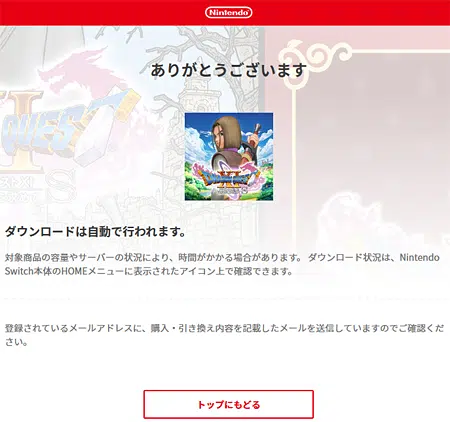 Nintendo
ありがとうございます
QUEST
ダウンロードは自動で行われます。
対象商品の容量やサーバーの状況により、時間がかかる場合があります。 ダウンロード状況は、Nintendo
Switch本体のHOMEメニューに表示されたアイコン上で確認できます。
登録されているメールアドレスに、購入・引き換え内容を記載したメールを送信していますのでご確認くだ
さい。
トップにもどる